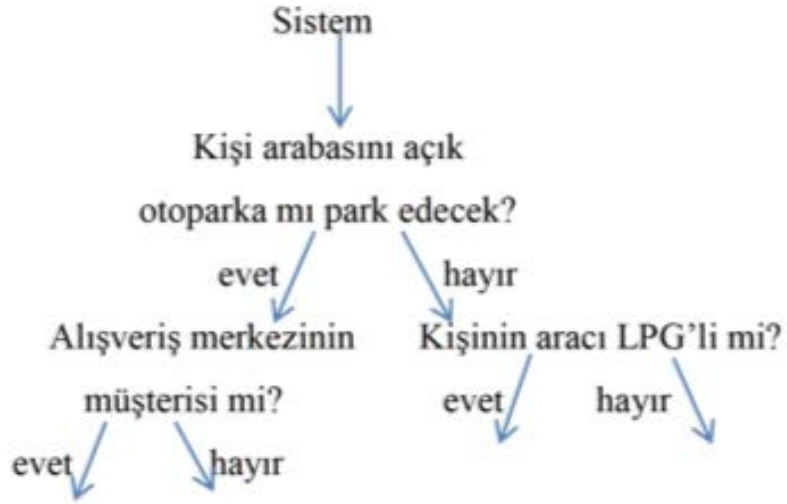 Sistem
Kişi arabasını açık
otoparka mı park edecek?
evet hayır
Alışveriş merkezinin Kişinin aracı LPG'li mi?
müşterisi mi? evet hayır
evet hayır